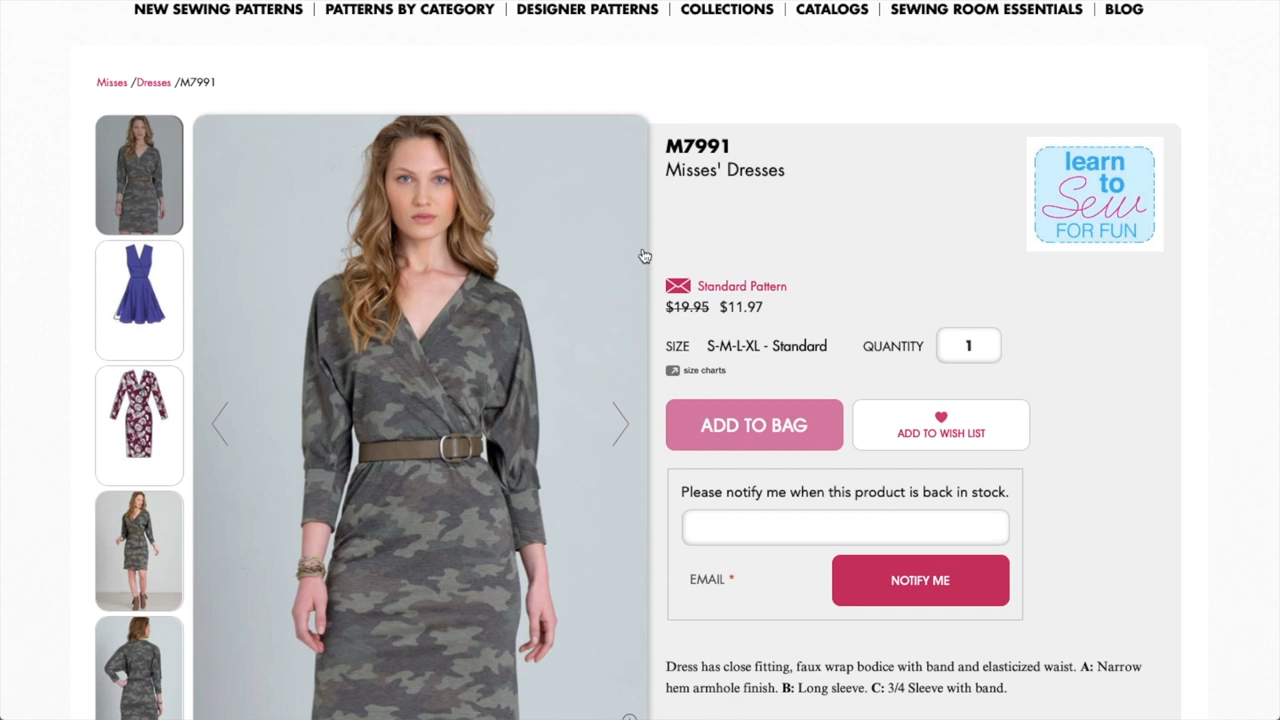 NEW SEWING PATTERNS | PATTERNS BY CATEGORY | DESIGNER PATTERNS | COLLECTIONS | CATALOGS | SEWING ROOM ESSENTIALS | BLOG
Misses /Dresses /M7991
M7991
Misses' Dresses
learn
to
Sew
FOR FUN
Standard Pattern
$19.95 $11.97
SIZE S-M-L-XL - Standard QUANTITY 1
size charts
ADD TO BAG
ADD TO WISH LIST
Please notify me when this product is back in stock.
EMAIL *
NOTIFY ME
Dress has close fitting, faux wrap bodice with band and elasticized waist. A: Narrow
hem armhole finish. B: Long sleeve. C: 3/4 Sleeve with band.